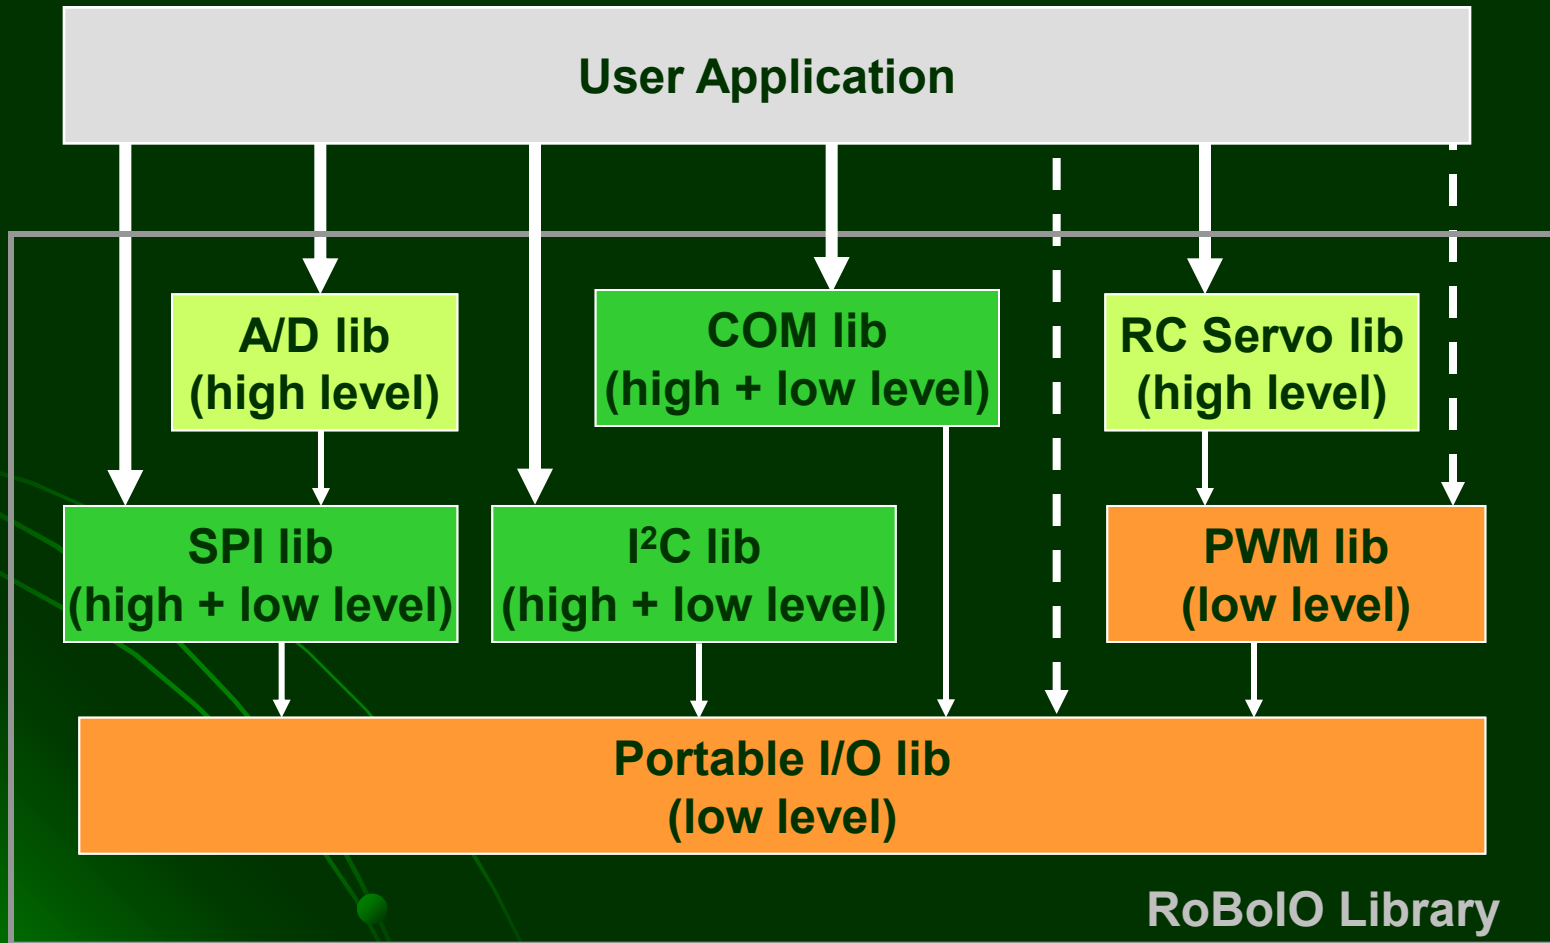 User Application
A/D lib
(high level)
COM lib
(high + low level)
RC Servo lib
(high level)
SPI lib
(high + low level)
I²C lib
(high + low level)
PWM lib
(low level)
Portable I/O lib
(low level)
RoBoIO Library